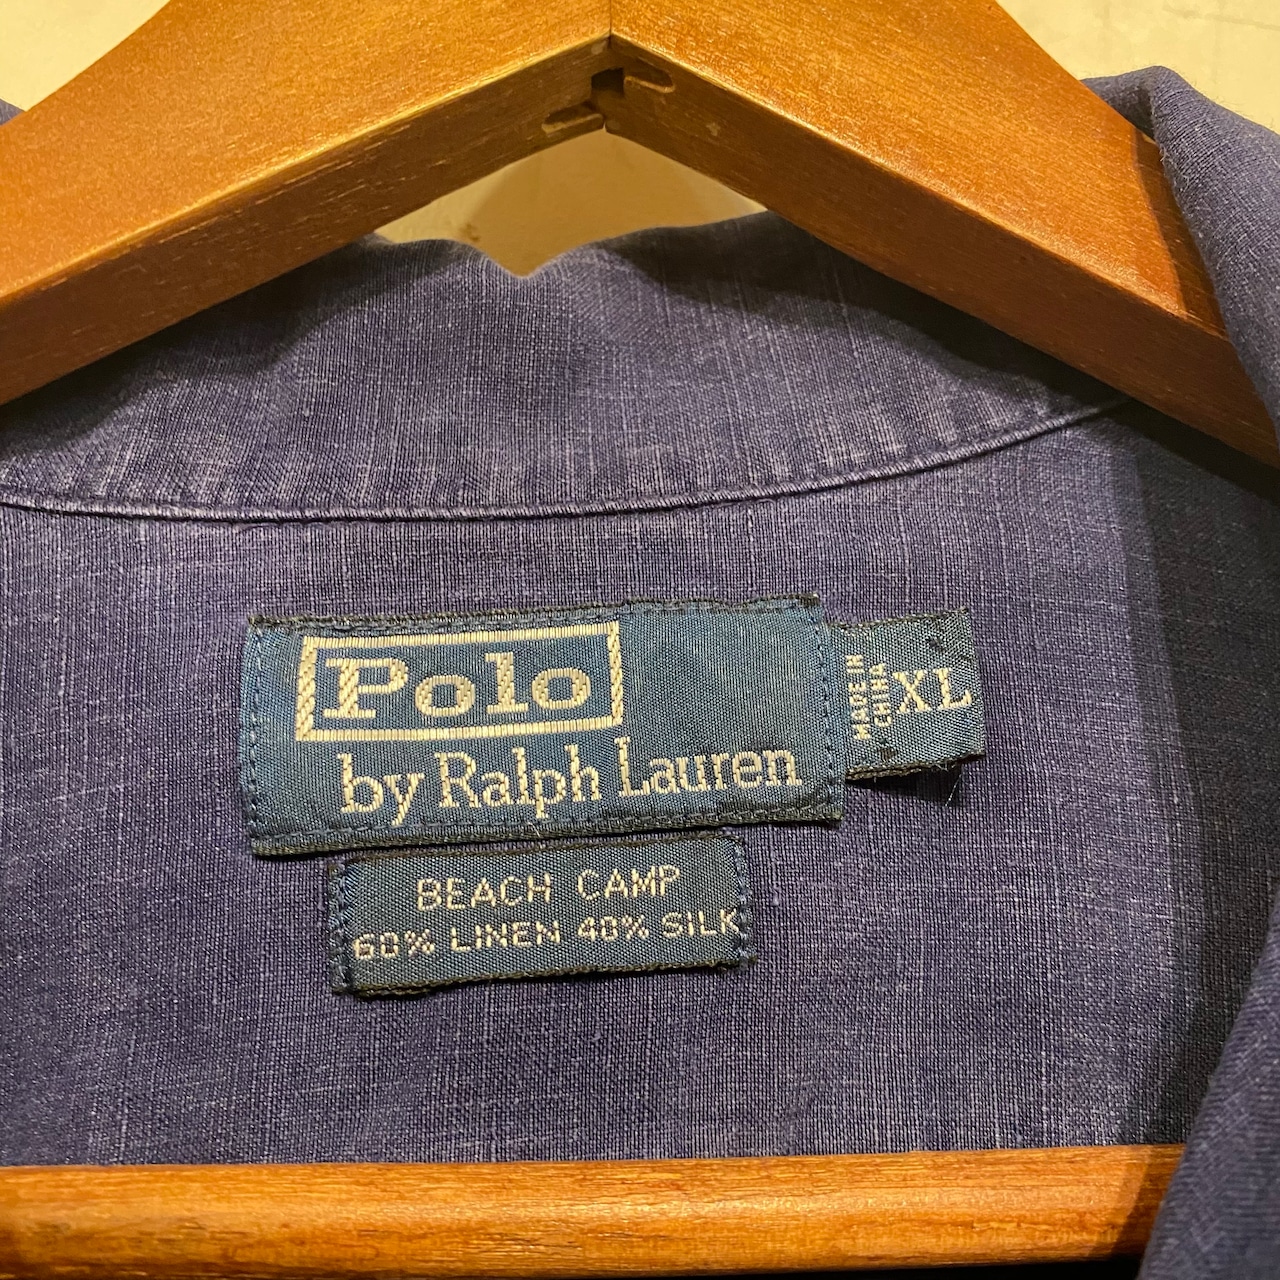 Polo
by Ralph Lauren
MADE IN
CHINA
XL
BEACH CAMP
60% LINEN 40% SILK